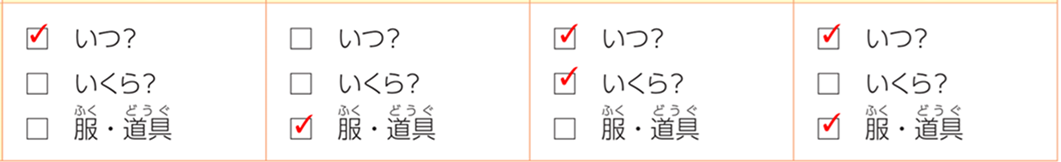 ☑ いつ? ☐ いつ? ☑ いつ? ☑ いつ?
☐ いくら? ☐ いくら? ☑ いくら? ☐ いくら?
ふく どうぐ ふく どうぐ ふく どうぐ ふく どうぐ
☐ 服・道具 ☑ 服・道具 ☐ 服・道具 ☑ 服・道具